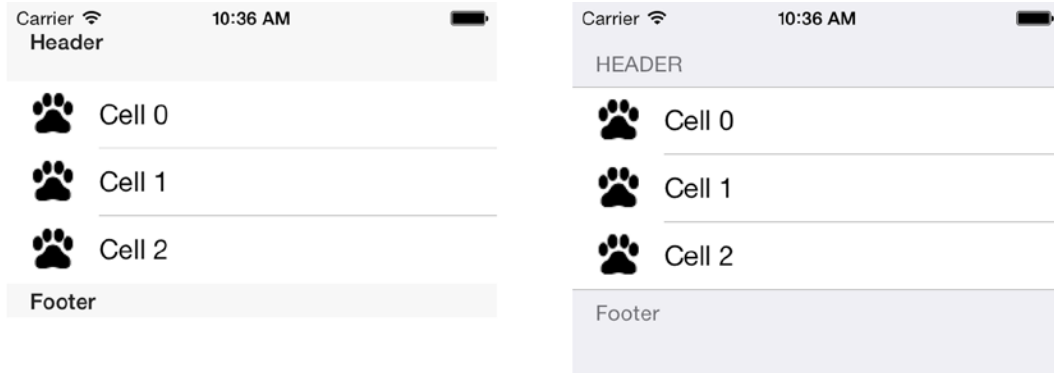 Carrier 10:36 AM
Header
Cell 0
Cell 1
Cell 2
Footer
Carrier 10:36 AM
HEADER
Cell 0
Cell 1
Cell 2
Footer